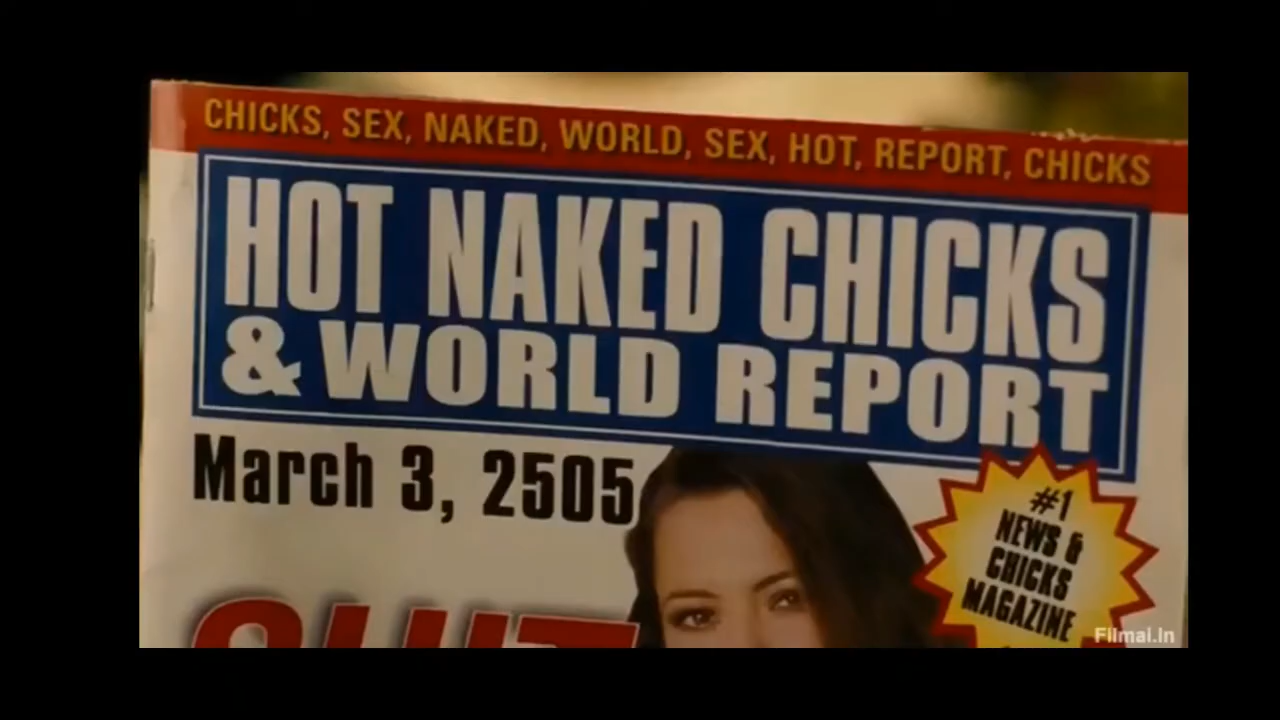 CHICKS, SEX, NAKED, WORLD, SEX, HOT, REPORT, CHICKS
HOT NAKED CHICKS
& WORLD REPORT
March 3, 2505
#1
NEWS &
CHICKS
MAGAZINE
Filmai.In